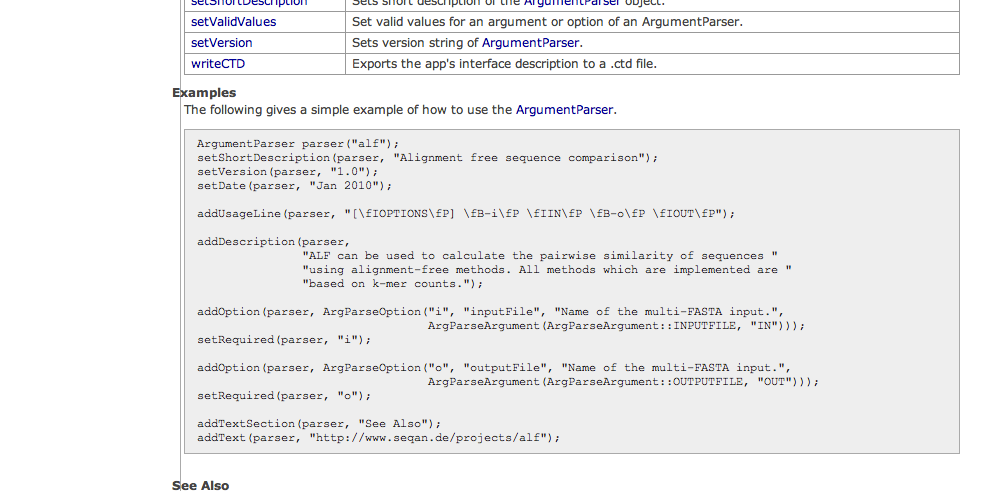 setShortDescription Sets short description of the ArgumentParser object.
setValidValues Set valid values for an argument or option of an ArgumentParser.
setVersion Sets version string of ArgumentParser.
writeCTD Exports the app's interface description to a .ctd file.
Examples
The following gives a simple example of how to use the ArgumentParser.
ArgumentParser parser("alf");
setShortDescription(parser, "Alignment free sequence comparison");
setVersion(parser, "1.0");
setDate(parser, "Jan 2010");
addUsageLine(parser, "[\fIOPTIONS\fP] \fB-i\fP \fIIN\fP \fB-o\fP \fIOUT\fP");
addDescription(parser,
"ALF can be used to calculate the pairwise similarity of sequences "
"using alignment-free methods. All methods which are implemented are "
"based on k-mer counts.");
addOption(parser, ArgParseOption("i", "inputFile", "Name of the multi-FASTA input.",
ArgParseArgument(ArgParseArgument::INPUTFILE, "IN")));
setRequired(parser, "i");
addOption(parser, ArgParseOption("o", "outputFile", "Name of the multi-FASTA input.",
ArgParseArgument(ArgParseArgument::OUTPUTFILE, "OUT")));
setRequired(parser, "o");
addTextSection(parser, "See Also");
addText(parser, "http://www.seqan.de/projects/alf");
See Also